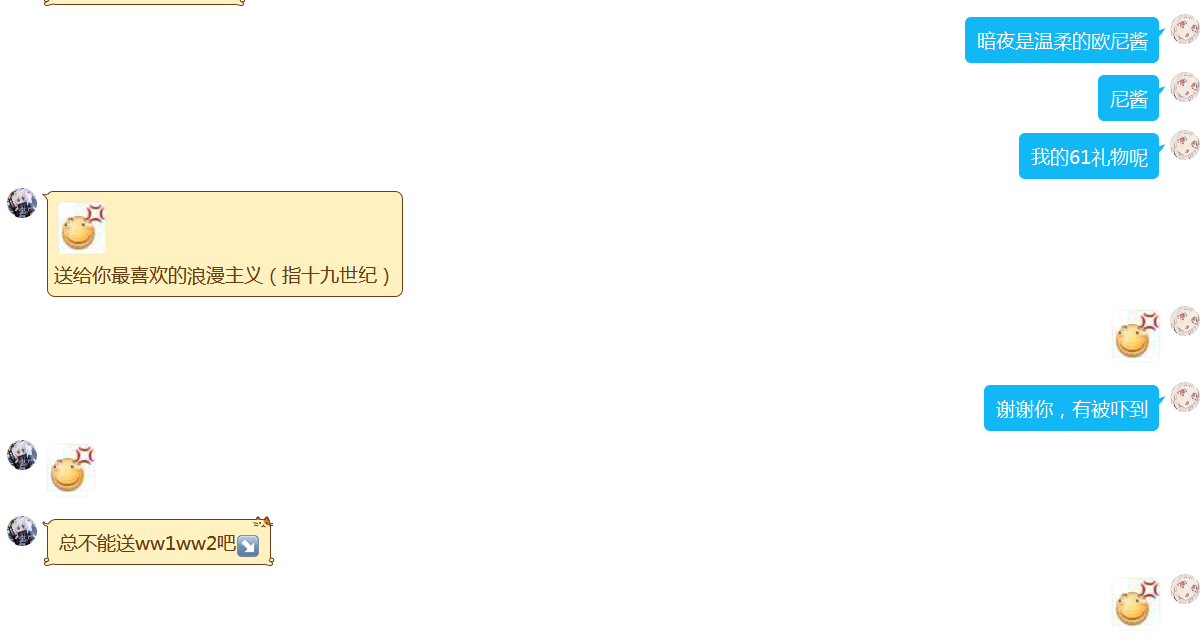 暗夜是温柔的欧尼酱
尼酱
我的61礼物呢
送给你最喜欢的浪漫主义（指十九世纪）
谢谢你，有被吓到
总不能送ww1ww2吧